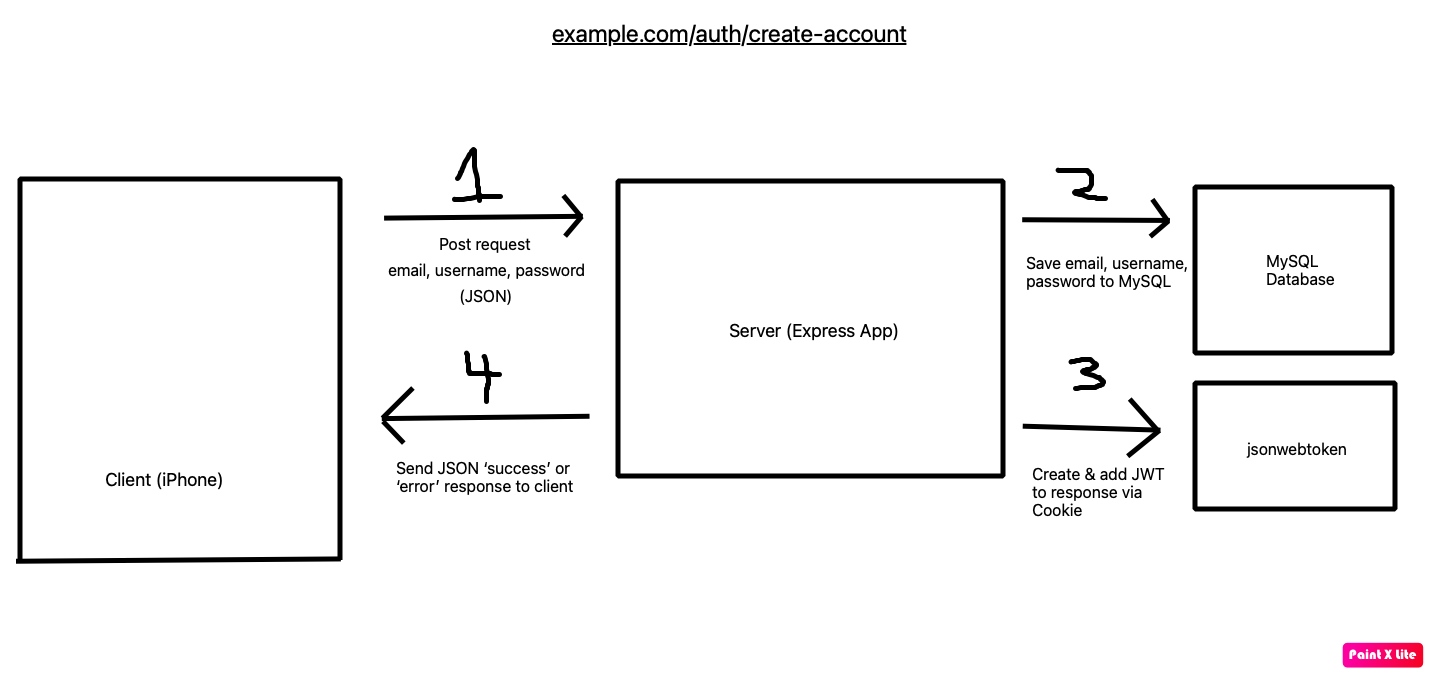 example.com/auth/create-account
1
Post request
email, username, password
(JSON)
2
Save email, username,
password to MySQL
MySQL
Database
Server (Express App)
4
Send JSON ‘success’ or
‘error’ response to client
3
Create & add JWT
to response via
Cookie
jsonwebtoken
Client (iPhone)
Paint X Lite